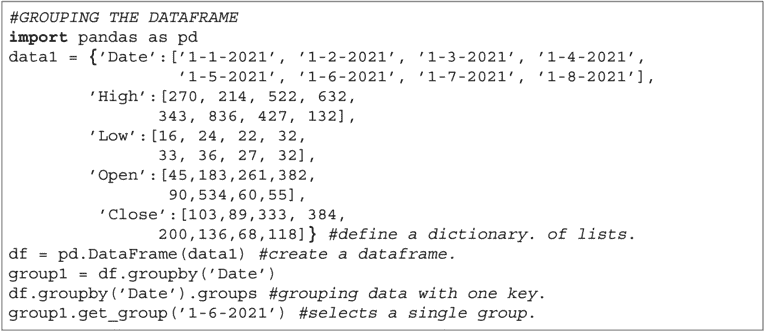 #GROUPING THE DATAFRAME
import pandas as pd
data1 = {'Date':['1-1-2021', '1-2-2021', '1-3-2021', '1-4-2021',
'1-5-2021', '1-6-2021', '1-7-2021', '1-8-2021'],
'High':[270, 214, 522, 632,
343, 836, 427, 132],
'Low':[16, 24, 22, 32,
33, 36, 27, 32],
'Open':[45,183,261,382,
90,534,60,55],
'Close':[103,89,333, 384,
200,136,68,118]} #define a dictionary. of lists.
df = pd.DataFrame(data1) #create a dataframe.
group1 = df.groupby('Date')
df.groupby('Date').groups #grouping data with one key.
group1.get_group('1-6-2021') #selects a single group.